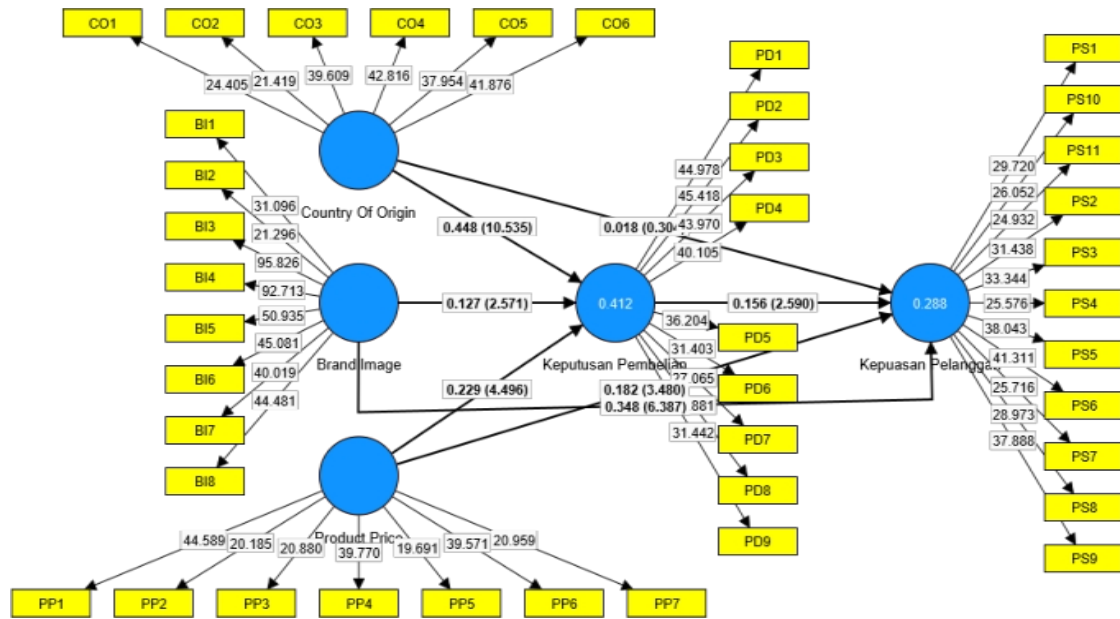 CO1 CO2 CO3 CO4 CO5 CO6
24.405 21.419 39.609 42.816 37.954 41.876
Country Of Origin
BI1
BI2
BI3
BI4
BI5
BI6
BI7
BI8
31.096
21.296
95.826
92.713
50.935
45.081
40.019
44.481
Brand Image
0.448 (10.535)
0.127 (2.571)
0.229 (4.496)
0.018
0.156 (2.590)
0.182 (3.480)
0.348 (6.387)
0.412
Keputusan Pembelian
PD1
PD2
PD3
PD4
PD5
PD6
PD7
PD8
PD9
44.978
45.418
43.970
40.105
36.204
31.403
31.442
0.288
Kepuasan
PS1
PS10
PS11
PS2
PS3
PS4
PS5
PS6
PS7
PS8
PS9
29.720
26.052
24.932
31.438
33.344
25.576
38.043
41.311
25.716
28.973
37.888
Product Price
44.589 20.185 20.880 39.770 19.691 39.571 20.959
PP1 PP2 PP3 PP4 PP5 PP6 PP7